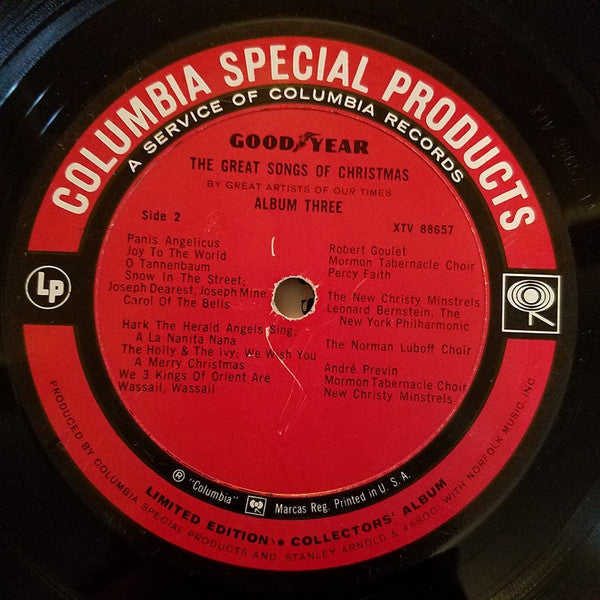 COLUMBIA SPECIAL PRODUCTS
A SERVICE OF COLUMBIA RECORDS
GOODYEAR
THE GREAT SONGS OF CHRISTMAS
BY GREAT ARTISTS OF OUR TIMES
ALBUM THREE
Side 2
XTV 88657
Panis Angelicus
Robert Goulet
Joy To The World
Mormon Tabernacle Choir
O Tannenbaum
Percy Faith
Snow In The Street;
Joseph Dearest, Joseph Mine
The New Christy Minstrels
Carol Of The Bells
Leonard Bernstein, The
New York Philharmonic
Hark The Herald Angels Sing,
A La Nanita Nana
The Norman Luboff Choir
The Holly & The Ivy; We Wish You
A Merry Christmas
André Previn
We 3 Kings Of Orient Are
Mormon Tabernacle Choir
Wassail, Wassail
New Christy Minstrels
LP
® "Columbia" Marcas Reg. Printed in U. S. A.
LIMITED EDITION • COLLECTORS' ALBUM
PRODUCED BY COLUMBIA SPECIAL PRODUCTS AND STANLEY ARNOLD & ASSOC. WITH NORFOLK MUSIC, INC